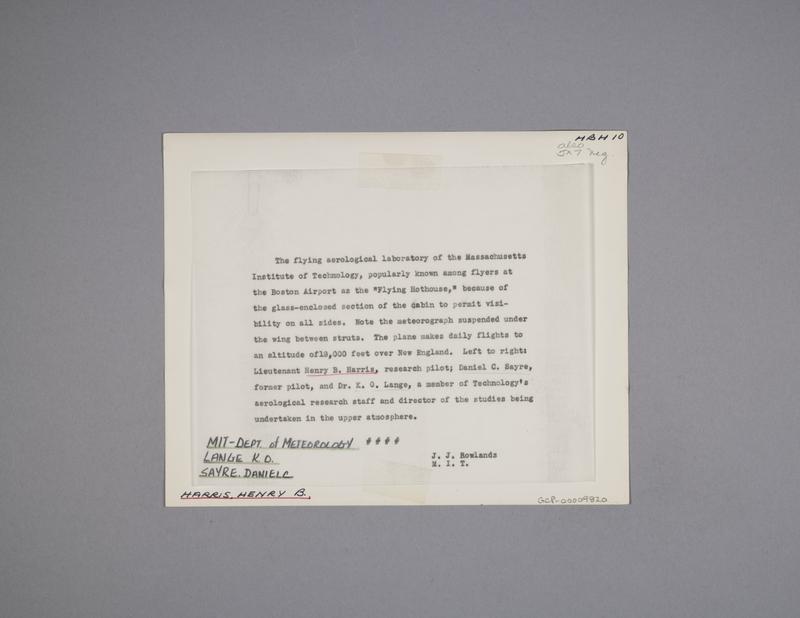 HBH 10
also
5x7 neg.
The flying aerological laboratory of the Massachusetts
Institute of Technology, popularly known among flyers at
the Boston Airport as the "Flying Hothouse," because of
the glass-enclosed section of the cabin to permit visi-
bility on all sides. Note the meteorograph suspended under
the wing between struts. The plane makes daily flights to
an altitude of19,000 feet over New England. Left to right:
Lieutenant Henry B. Harris, research pilot; Daniel C. Sayre,
former pilot, and Dr. K. O. Lange, a member of Technology's
aerological research staff and director of the studies being
undertaken in the upper atmosphere.
MIT-DEPT. of METEOROLOGY ****
LANGE K.O.
SAYRE. DANIEL C
J. J. Rowlands
M. I. T.
HARRIS, HENRY B.
GCP-00009820